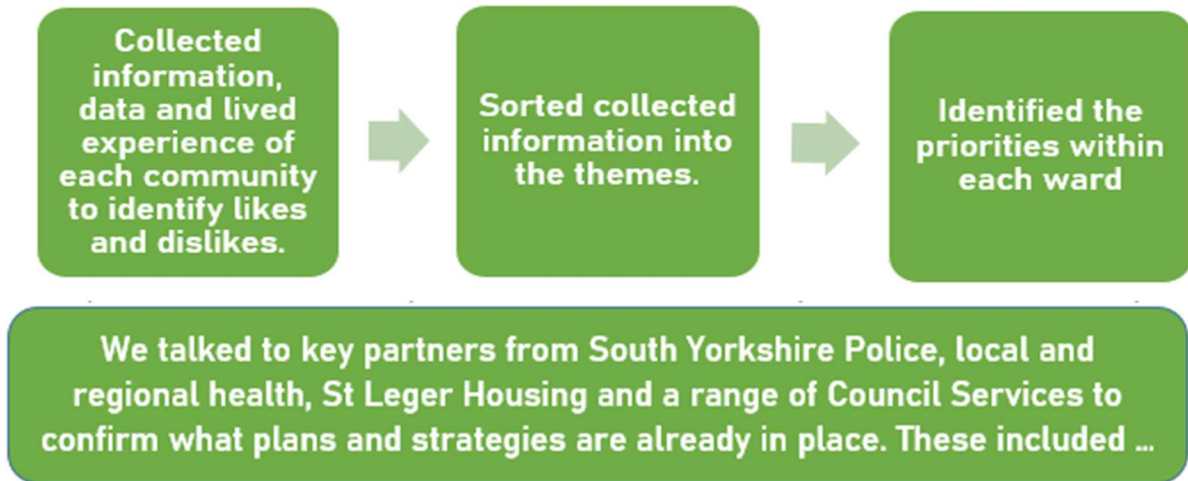 Collected
information,
data and lived
experience of
each community
to identify likes
and dislikes.
Sorted collected
information into
the themes.
Identified the
priorities within
each ward
We talked to key partners from South Yorkshire Police, local and
regional health, St Leger Housing and a range of Council Services to
confirm what plans and strategies are already in place. These included ...